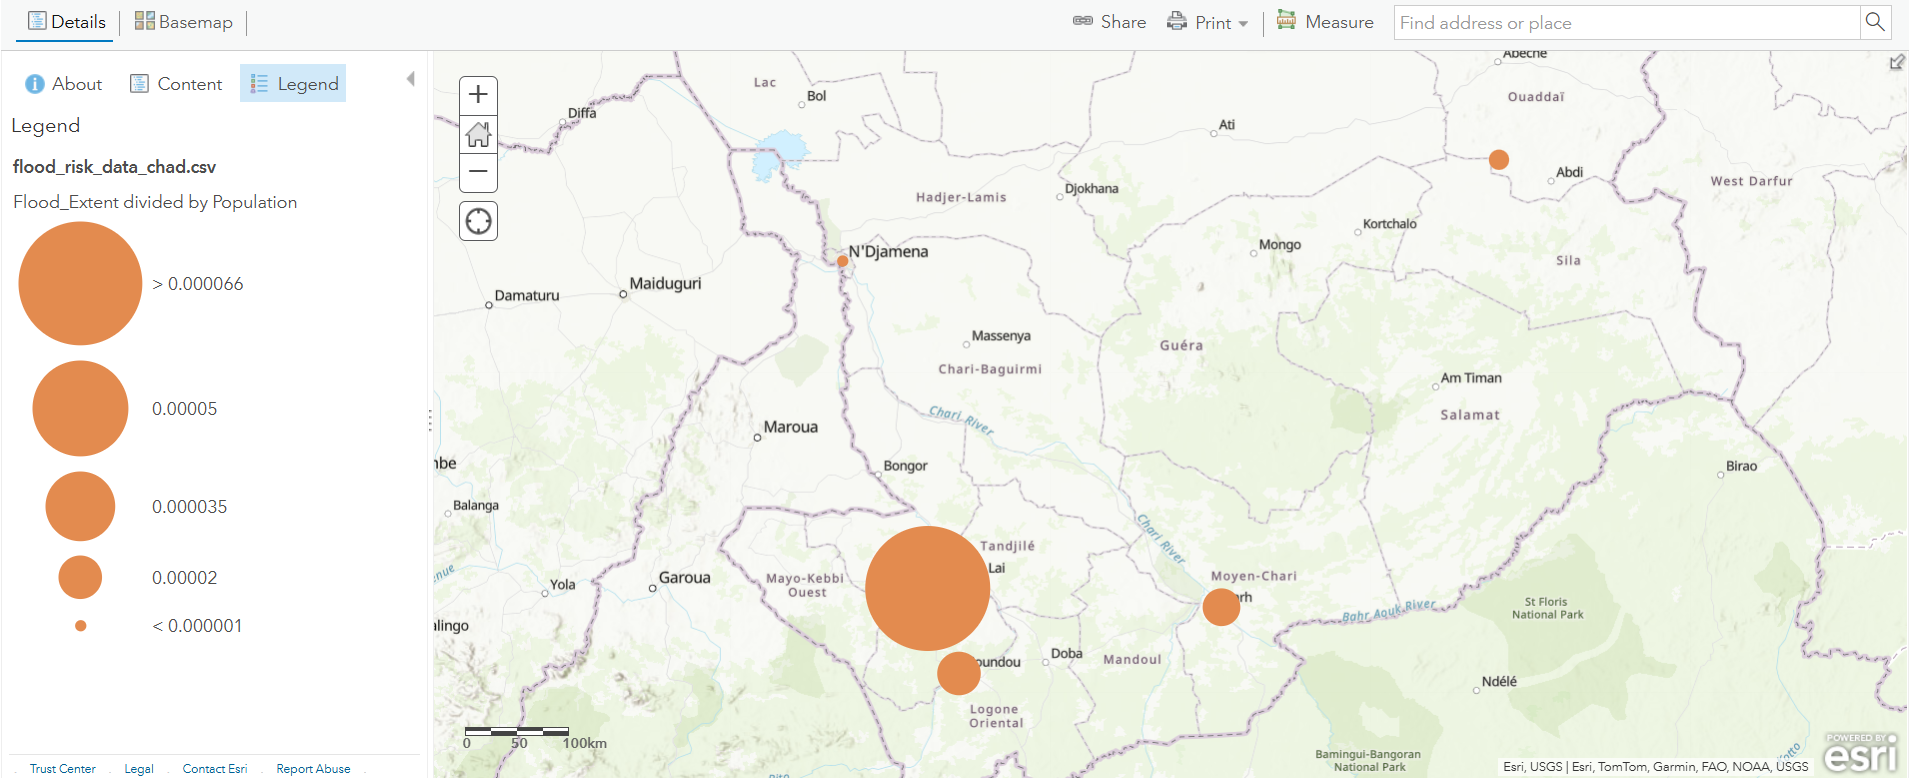 Details
Basemap
Share
Print
Measure
Find address or place
About
Content
Legend
Legend
flood_risk_data_chad.csv
Flood_Extent divided by Population
> 0.000066
0.00005
0.000035
0.00002
< 0.000001
Trust Center
Legal
Contact Esri
Report Abuse
Abéché
Lac
Bol
Ouaddaï
Diffa
Ati
Abdi
West Darfur
Djokhana
Hadjer-Lamis
Kortchalo
N'Djamena
Mongo
Sila
Maiduguri
Damaturu
Massenya
Guéra
Chari-Baguirmi
Am Timan
Salamat
Chari River
Maroua
nbe
Bongor
Birao
Balanga
Chari River
Tandjilé
Lai
enue
Yola
Garoua
Mayo-Kebbi
Ouest
Moyen-Chari
arh
Bahr Aouk River
St Floris
National Park
alingo
oundou
Doba
Mandoul
Ndélé
Logone
Oriental
0 50 100km
Bamingui-Bangoran
National Park
POWERED BY
esri
Esri, USGS | Esri, TomTom, Garmin, FAO, NOAA, USGS